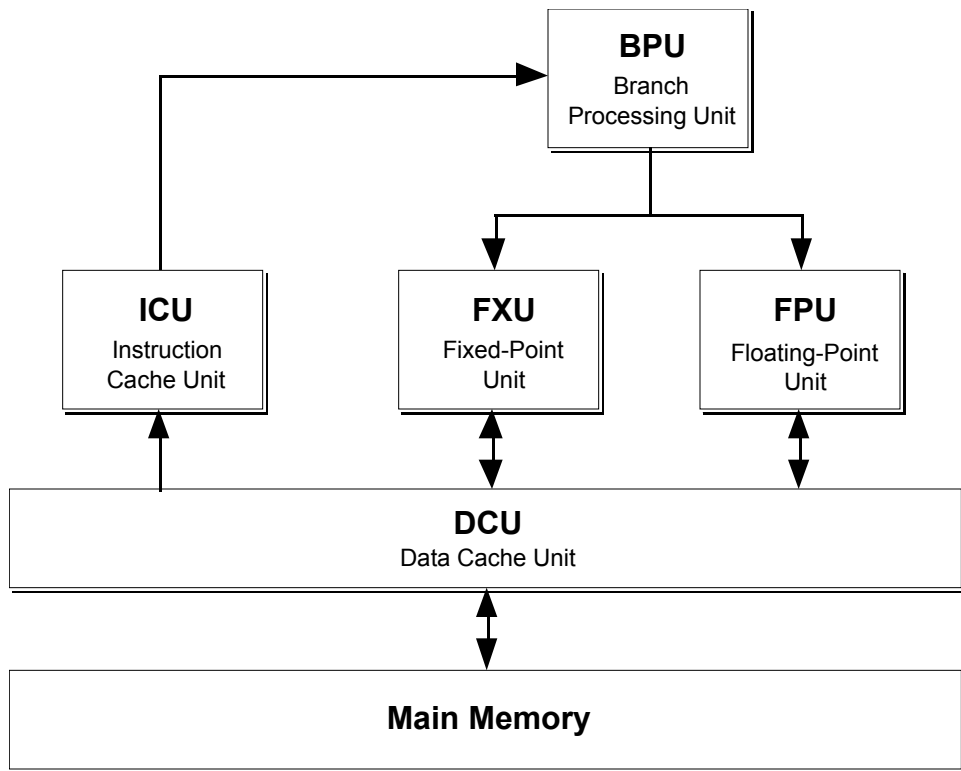 BPU
Branch
Processing Unit
ICU
Instruction
Cache Unit
FXU
Fixed-Point
Unit
FPU
Floating-Point
Unit
DCU
Data Cache Unit
Main Memory